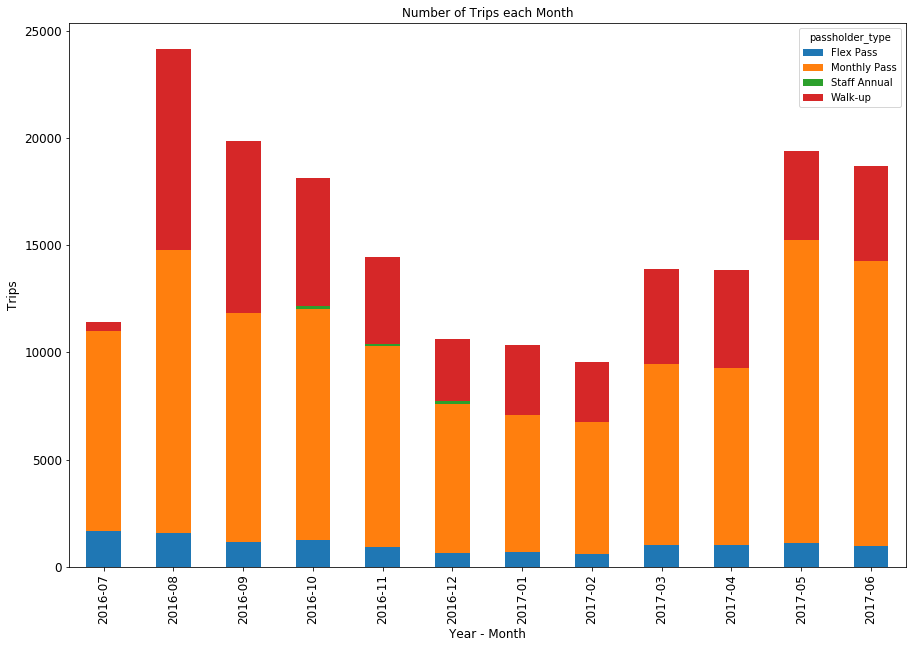 Number of Trips each Month
passholder_type
Flex Pass
Monthly Pass
Staff Annual
Walk-up
Trips
25000
20000
15000
10000
5000
0
2016-07
2016-08
2016-09
2016-10
2016-11
2016-12
2017-01
2017-02
2017-03
2017-04
2017-05
2017-06
Year - Month